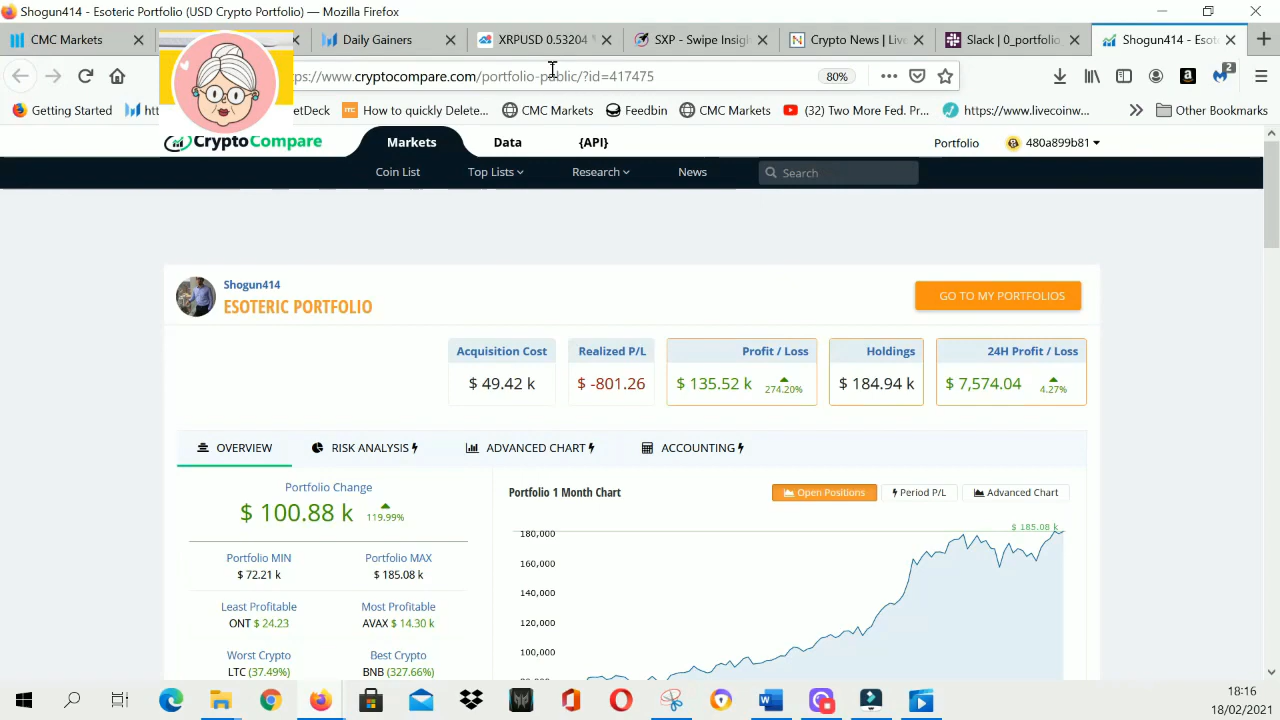 Shogun414 - Esoteric Portfolio (USD Crypto Portfolio) — Mozilla Firefox
CMC Markets
Daily Gainers
XRPUSD 0.53204
SXP - Swipe Insigh
Crypto News | Live
Slack | 0_portfolio
Shogun414 - Esot
ps://www.cryptocompare.com/portfolio-public/?id=417475
80%
2
Getting Started
htt
etDeck
How to quickly Delete...
CMC Markets
Feedbin
CMC Markets
(32) Two More Fed. Pr...
https://www.livecoinw...
Other Bookmarks
CryptoCompare
Markets
Data
{API}
Portfolio
480a899b81
Coin List
Top Lists
Research
News
Search
Shogun414
ESOTERIC PORTFOLIO
GO TO MY PORTFOLIOS
Acquisition Cost
Realized P/L
Profit / Loss
Holdings
24H Profit / Loss
$ 49.42 k
$ -801.26
$ 135.52 k
274.20%
$ 184.94 k
$ 7,574.04
4.27%
OVERVIEW
RISK ANALYSIS
ADVANCED CHART
ACCOUNTING
Portfolio Change
$ 100.88 k
119.99%
Portfolio MIN
Portfolio MAX
$ 72.21 k
$ 185.08 k
Least Profitable
Most Profitable
ONT $ 24.23
AVAX $ 14.30 k
Worst Crypto
Best Crypto
LTC (37.49%)
BNB (327.66%)
Portfolio 1 Month Chart
Open Positions
Period P/L
Advanced Chart
$ 185.08 k
180,000
160,000
140,000
120,000
100,000
18:16
18/02/2021